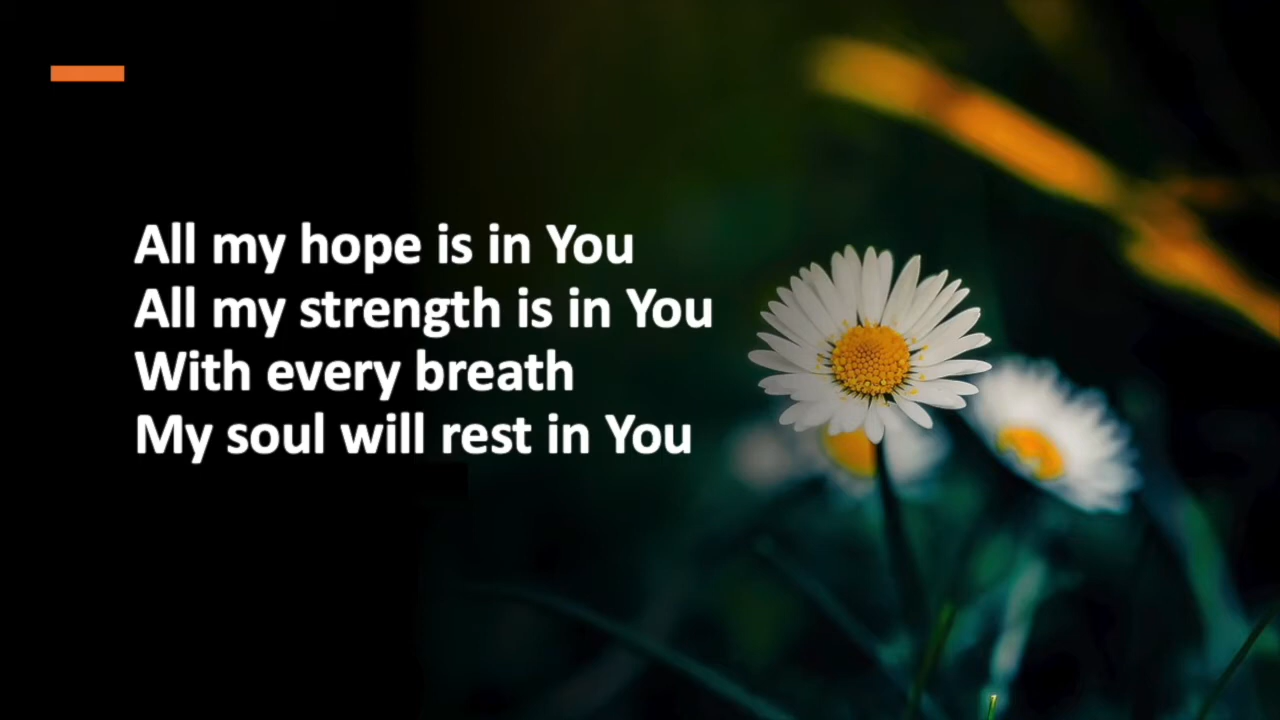 All my hope is in You
All my strength is in You
With every breath
My soul will rest in You